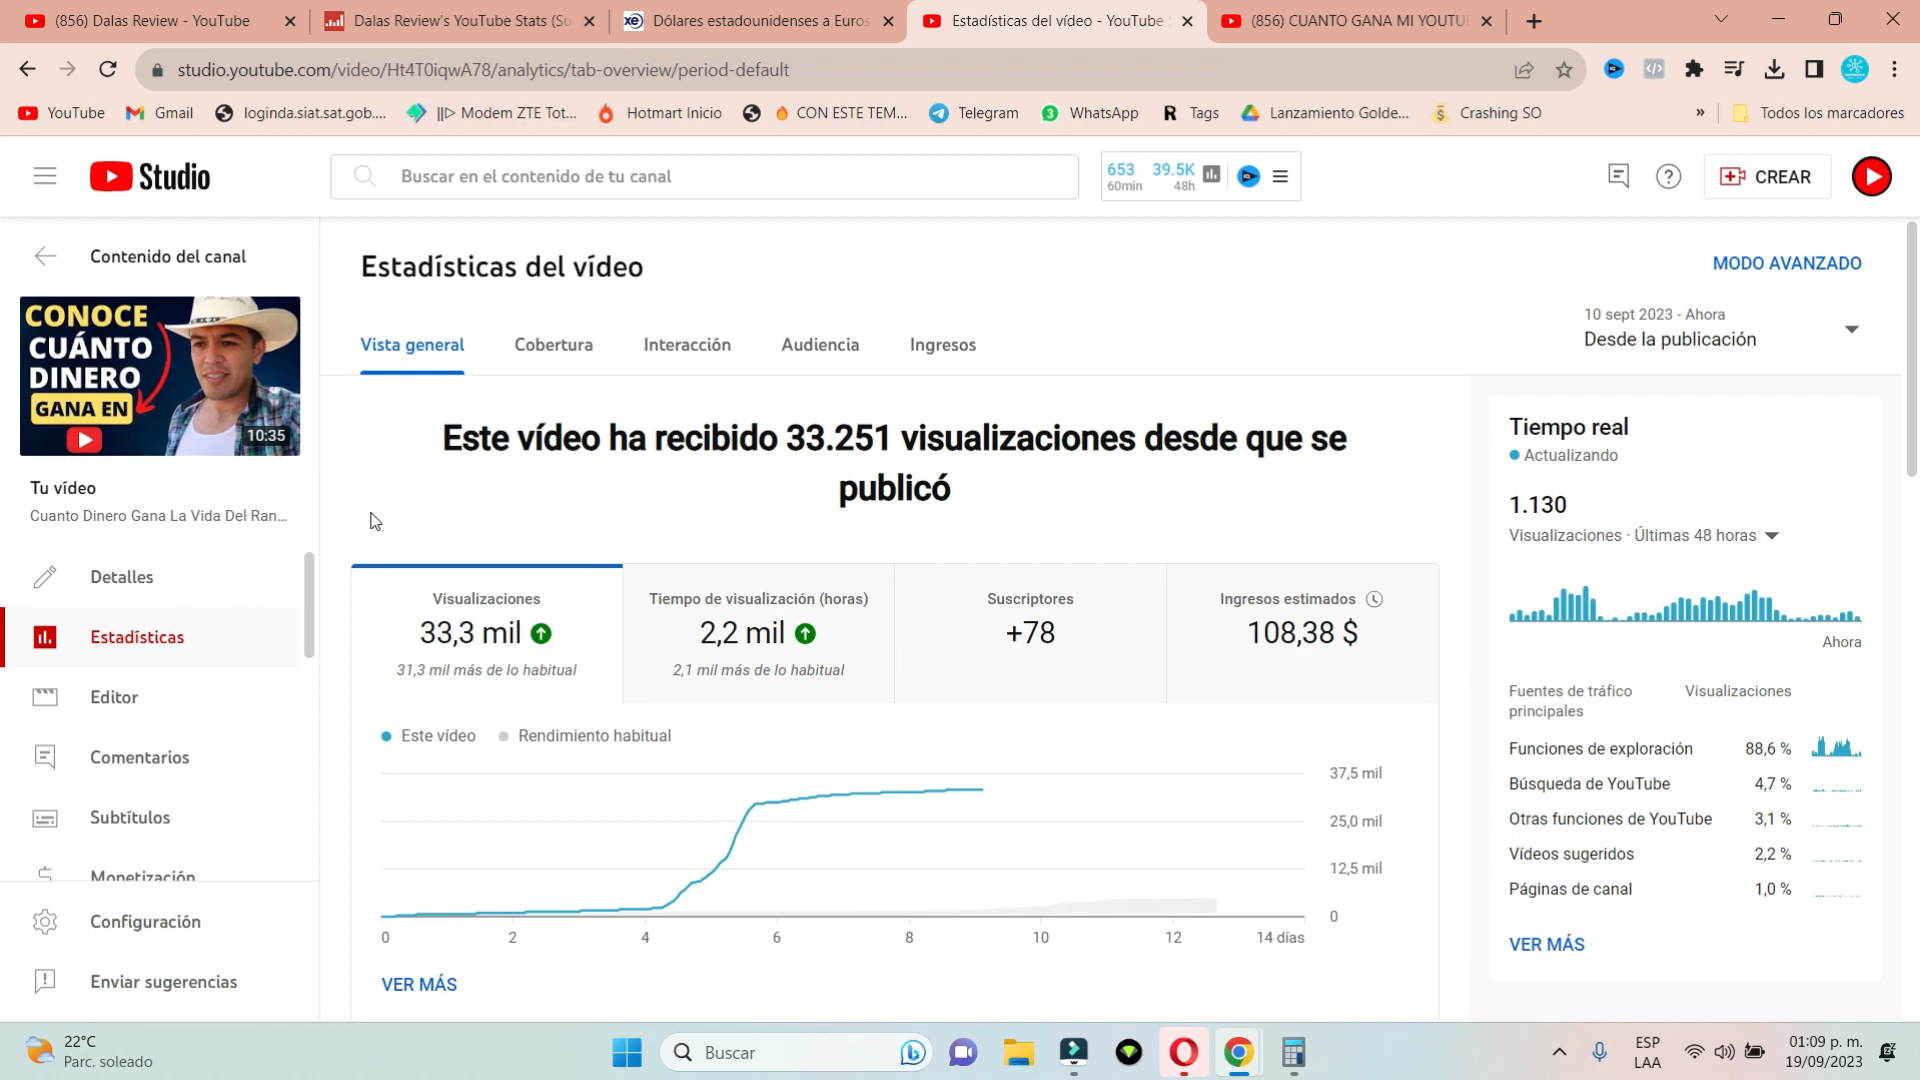 (856) Dalas Review - YouTube
Dalas Review's YouTube Stats (Su
Dólares estadounidenses a Euros
Estadísticas del vídeo - YouTube S
(856) CUANTO GANA MI YOUTU
studio.youtube.com/video/Ht4T0iqwA78/analytics/tab-overview/period-default
YouTube
Gmail
loginda.siat.sat.gob....
||▷ Modem ZTE Tot...
Hotmart Inicio
CON ESTE TEM...
Telegram
WhatsApp
Tags
Lanzamiento Golde...
Crashing SO
»
Todos los marcadores
Studio
Buscar en el contenido de tu canal
653
60min
39.5K
48h
CREAR
Contenido del canal
CONOCE
CUÁNTO
DINERO
GANA EN
10:35
Tu vídeo
Cuanto Dinero Gana La Vida Del Ran...
Detalles
Estadísticas
Editor
Comentarios
Subtítulos
Monetización
Configuración
Enviar sugerencias
Estadísticas del vídeo
MODO AVANZADO
Vista general
Cobertura
Interacción
Audiencia
Ingresos
10 sept 2023 - Ahora
Desde la publicación
Este vídeo ha recibido 33.251 visualizaciones desde que se
publicó
Visualizaciones
33,3 mil
31,3 mil más de lo habitual
Tiempo de visualización (horas)
2,2 mil
2,1 mil más de lo habitual
Suscriptores
+78
Ingresos estimados
108,38 $
Este vídeo
Rendimiento habitual
37,5 mil
25,0 mil
12,5 mil
0
0
2
4
6
8
10
12
14 días
VER MÁS
Tiempo real
Actualizando
1.130
Visualizaciones · Últimas 48 horas
Ahora
Fuentes de tráfico
principales
Visualizaciones
Funciones de exploración 88,6 %
Búsqueda de YouTube 4,7 %
Otras funciones de YouTube 3,1 %
Vídeos sugeridos 2,2 %
Páginas de canal 1,0 %
VER MÁS
22°C
Parc. soleado
Buscar
ESP
LAA
01:09 p. m.
19/09/2023